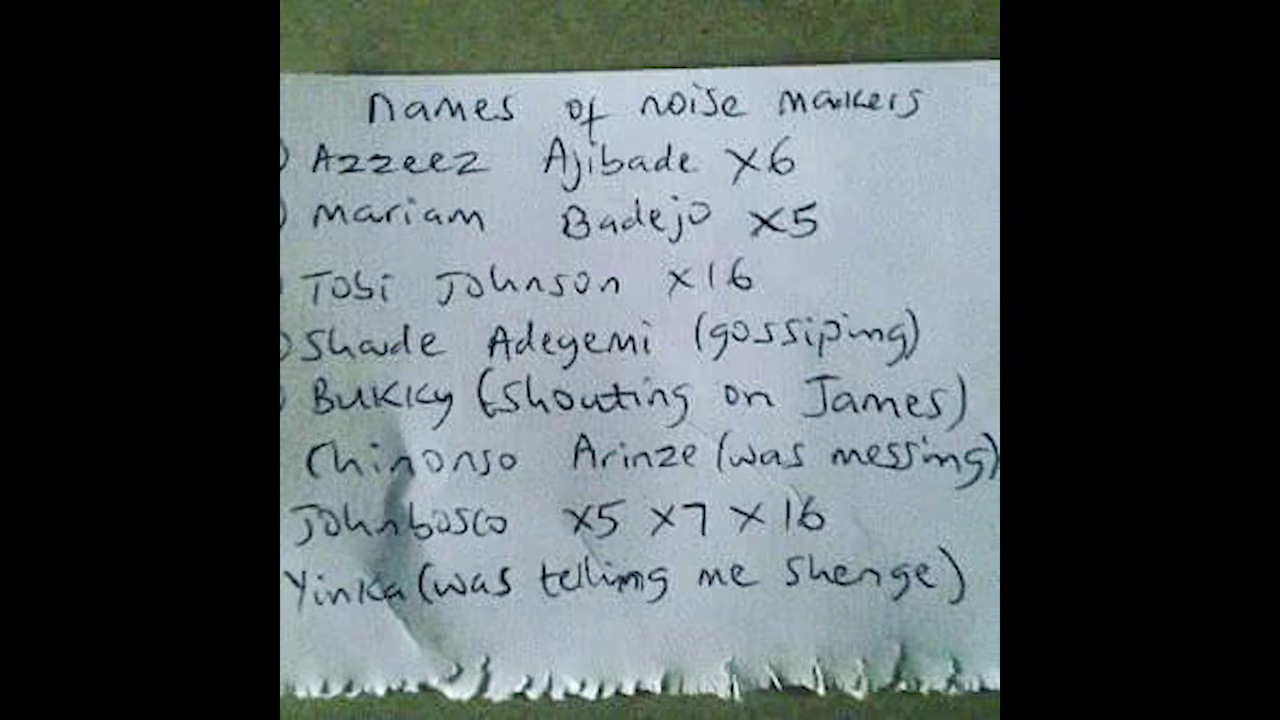 names of noise makers
) Azzeez Ajibade x6
) Mariam Badejo x5
Tobi Johnson x16
) Shade Adeyemi (gossiping)
) Bukky (shouting on James)
Chinonso Arinze (was messing)
Johnbosco x5 x7 x16
Yinka (was telling me shenge)